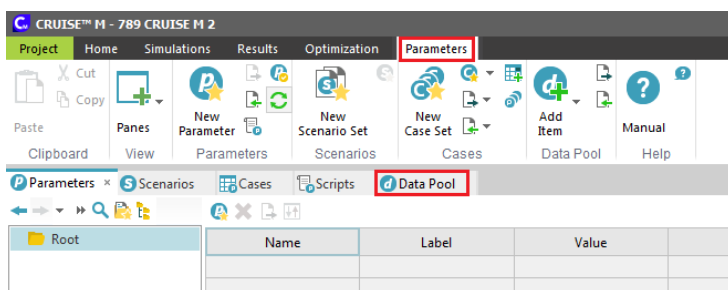 CRUISE™ M - 789 CRUISE M 2
Project Home Simulations Results Optimization Parameters
Cut
Copy
Paste
Panes
New Parameter
New Scenario Set
New Case Set
Add Item
Manual
Clipboard View Parameters Scenarios Cases Data Pool Help
Parameters × Scenarios Cases Scripts Data Pool
Root
Name Label Value